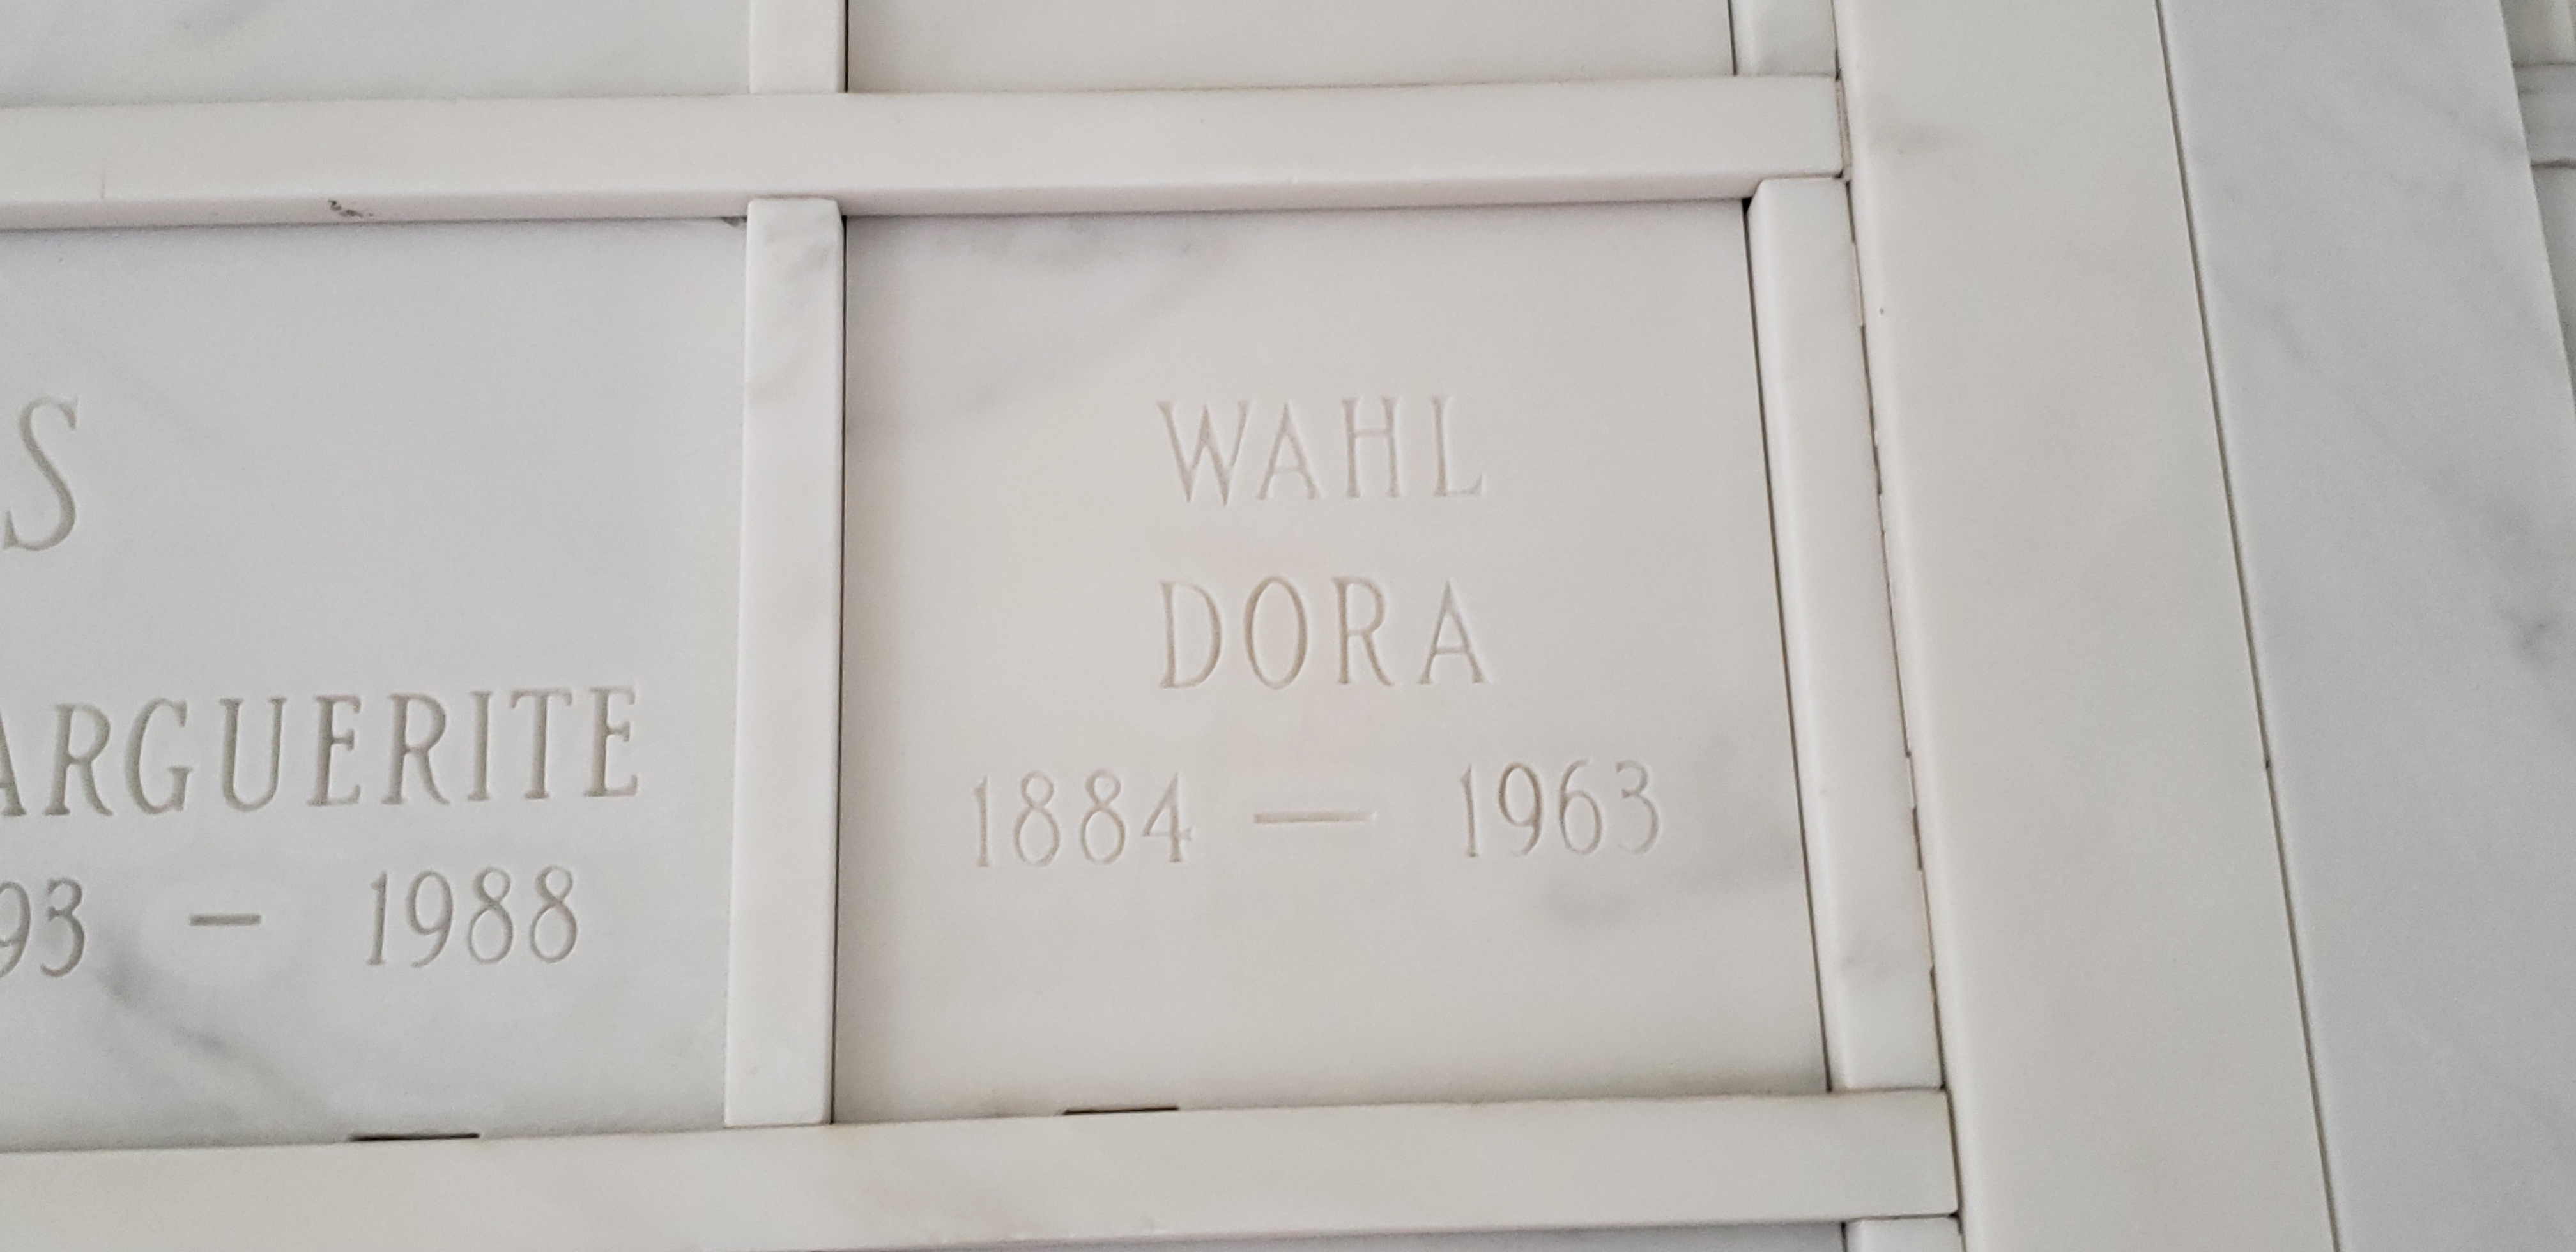 S
ARGUERITE
93 — 1988
WAHL
DORA
1884 — 1963